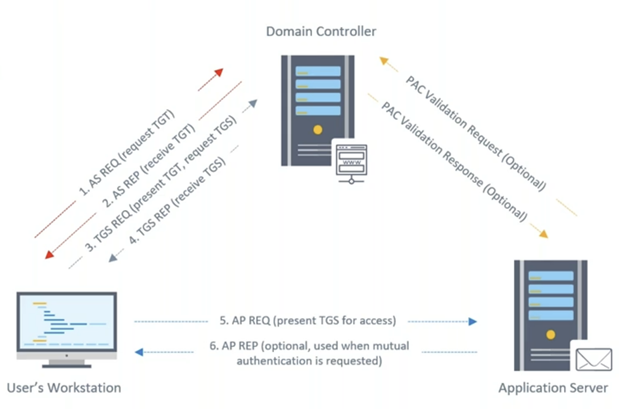 Domain Controller
1. AS REQ (request TGT)
2. AS REP (receive TGT)
3. TGS REQ (present TGT, request TGS)
4. TGS REP (receive TGS)
PAC Validation Request (Optional)
PAC Validation Response (Optional)
WWW
5. AP REQ (present TGS for access)
6. AP REP (optional, used when mutual
authentication is requested)
User's Workstation
Application Server